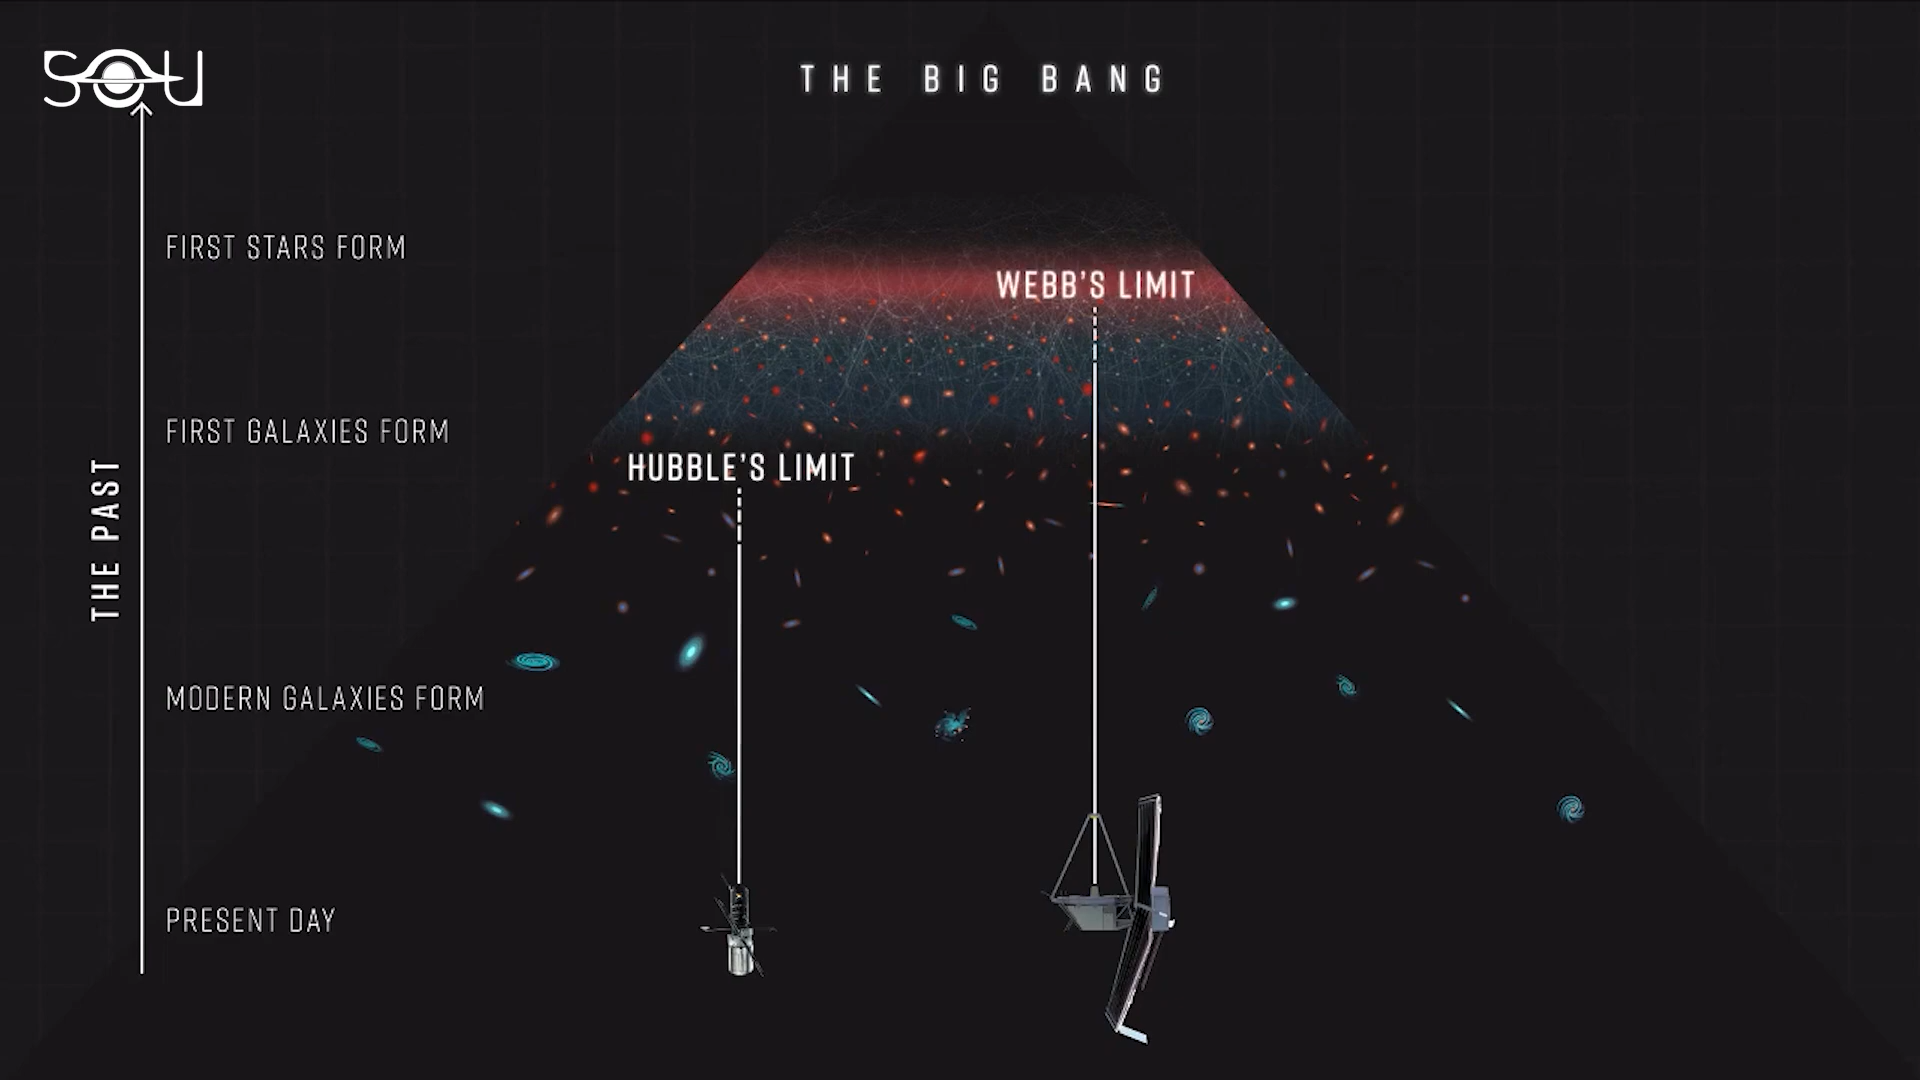 SOU
THE BIG BANG
FIRST STARS FORM
WEBB'S LIMIT
FIRST GALAXIES FORM
HUBBLE'S LIMIT
THE PAST
MODERN GALAXIES FORM
PRESENT DAY